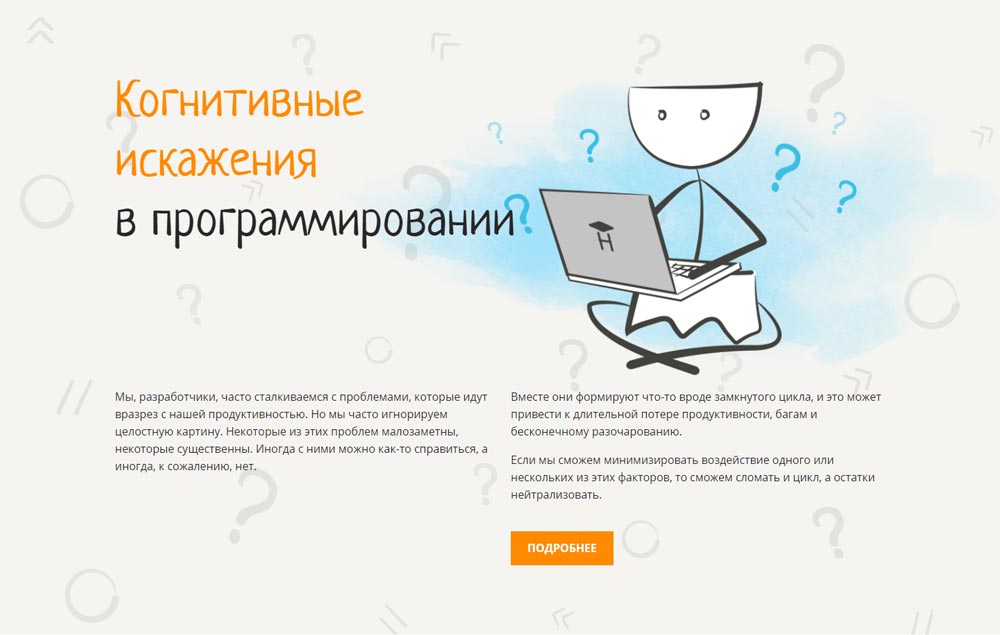 Когнитивные
искажения
в программировании
H
Мы, разработчики, часто сталкиваемся с проблемами, которые идут
вразрез с нашей продуктивностью. Но мы часто игнорируем
целостную картину. Некоторые из этих проблем малозаметны,
некоторые существенны. Иногда с ними можно как-то справиться, а
иногда, к сожалению, нет.
Вместе они формируют что-то вроде замкнутого цикла, и это может
привести к длительной потере продуктивности, багам и
бесконечному разочарованию.
Если мы сможем минимизировать воздействие одного или
нескольких из этих факторов, то сможем сломать и цикл, а остатки
нейтрализовать.
ПОДРОБНЕЕ